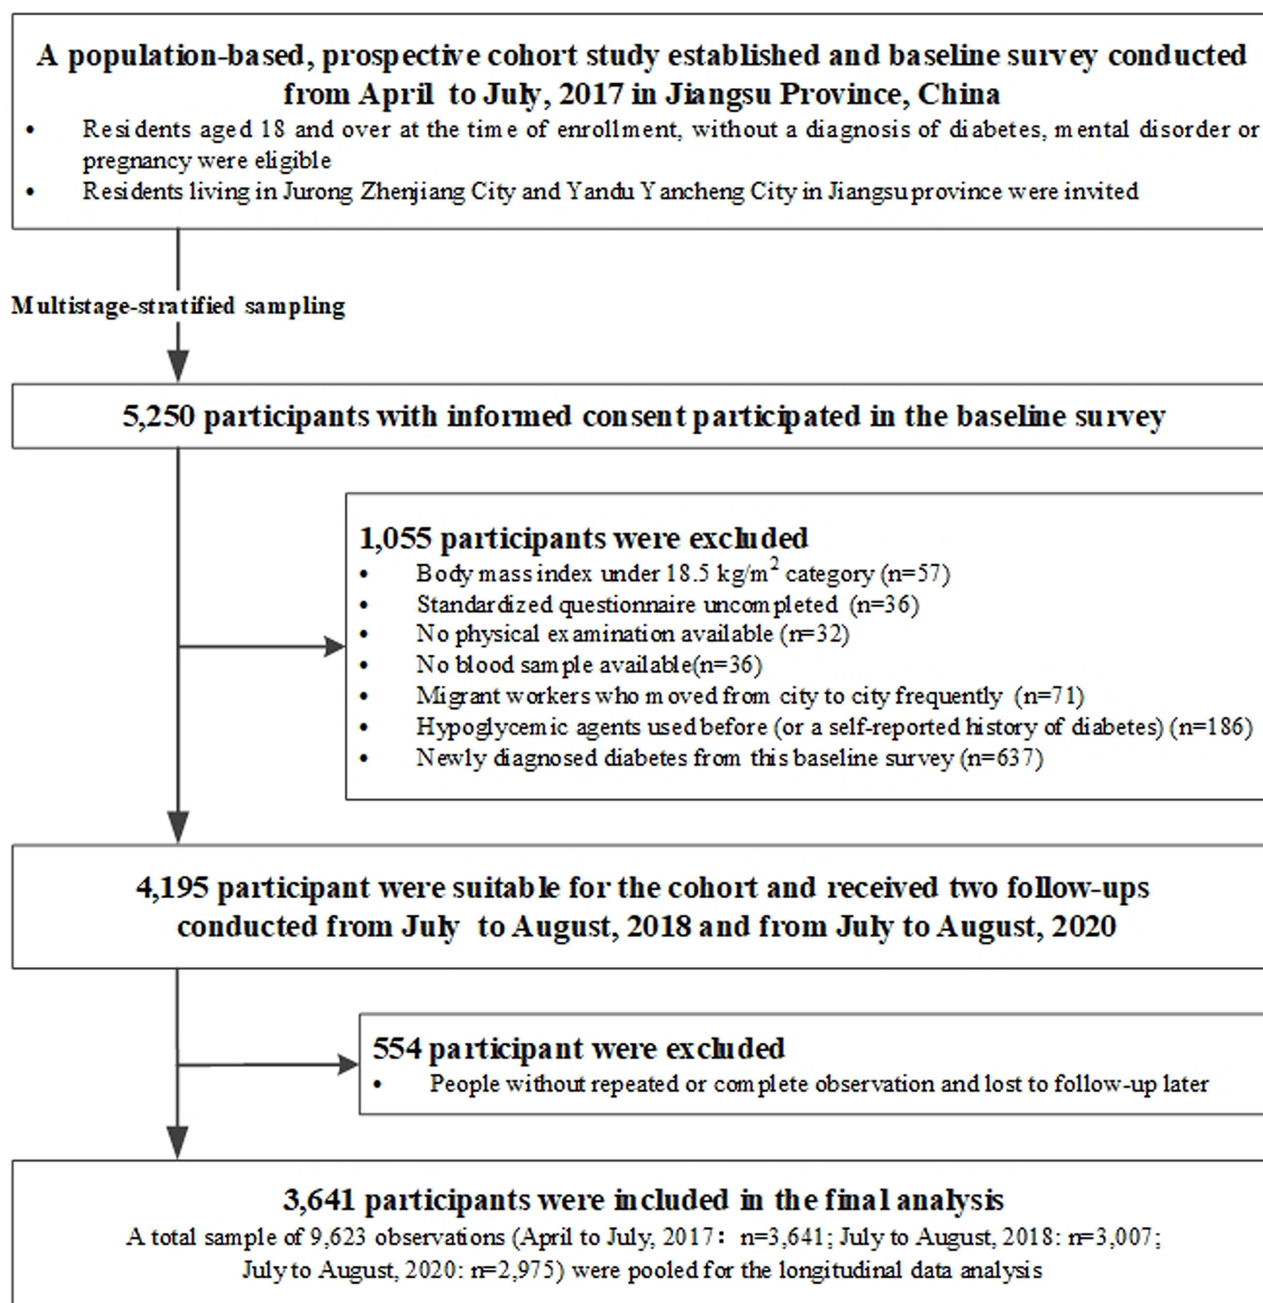 A population-based, prospective cohort study established and baseline survey conducted
from April to July, 2017 in Jiangsu Province, China
• Residents aged 18 and over at the time of enrollment, without a diagnosis of diabetes, mental disorder or
pregnancy were eligible
• Residents living in Jurong Zhenjiang City and Yandu Yancheng City in Jiangsu province were invited
Multistage-stratified sampling
5,250 participants with informed consent participated in the baseline survey
1,055 participants were excluded
• Body mass index under 18.5 kg/m² category (n=57)
• Standardized questionnaire uncompleted (n=36)
• No physical examination available (n=32)
• No blood sample available(n=36)
• Migrant workers who moved from city to city frequently (n=71)
• Hypoglycemic agents used before (or a self-reported history of diabetes) (n=186)
• Newly diagnosed diabetes from this baseline survey (n=637)
4,195 participant were suitable for the cohort and received two follow-ups
conducted from July to August, 2018 and from July to August, 2020
554 participant were excluded
• People without repeated or complete observation and lost to follow-up later
3,641 participants were included in the final analysis
A total sample of 9,623 observations (April to July, 2017: n=3,641; July to August, 2018: n=3,007;
July to August, 2020: n=2,975) were pooled for the longitudinal data analysis